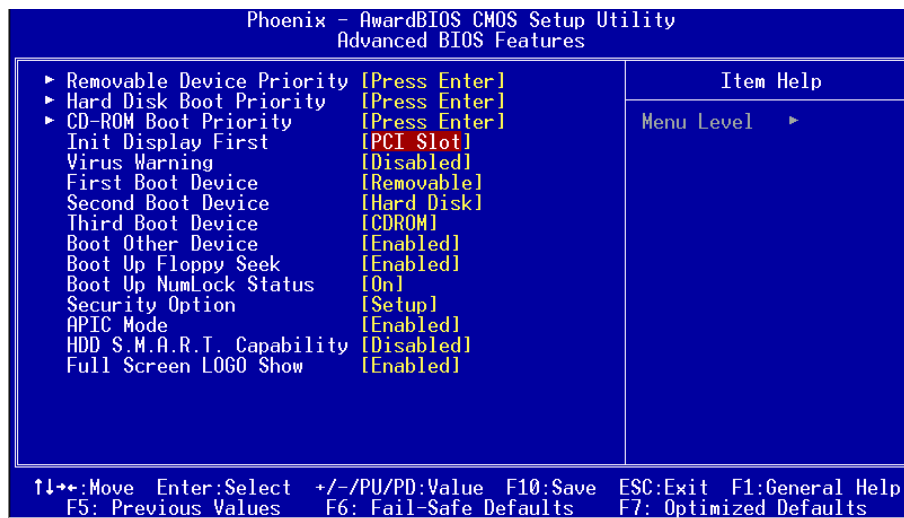 Phoenix - AwardBIOS CMOS Setup Utility
Advanced BIOS Features
► Removable Device Priority [Press Enter]
► Hard Disk Boot Priority [Press Enter]
► CD-ROM Boot Priority [Press Enter]
Init Display First [PCI Slot]
Virus Warning [Disabled]
First Boot Device [Removable]
Second Boot Device [Hard Disk]
Third Boot Device [CDROM]
Boot Other Device [Enabled]
Boot Up Floppy Seek [Enabled]
Boot Up NumLock Status [On]
Security Option [Setup]
APIC Mode [Enabled]
HDD S.M.A.R.T. Capability [Disabled]
Full Screen LOGO Show [Enabled]
Item Help
Menu Level ►
↑↓→←:Move Enter:Select +/-/PU/PD:Value F10:Save ESC:Exit F1:General Help
F5: Previous Values F6: Fail-Safe Defaults F7: Optimized Defaults